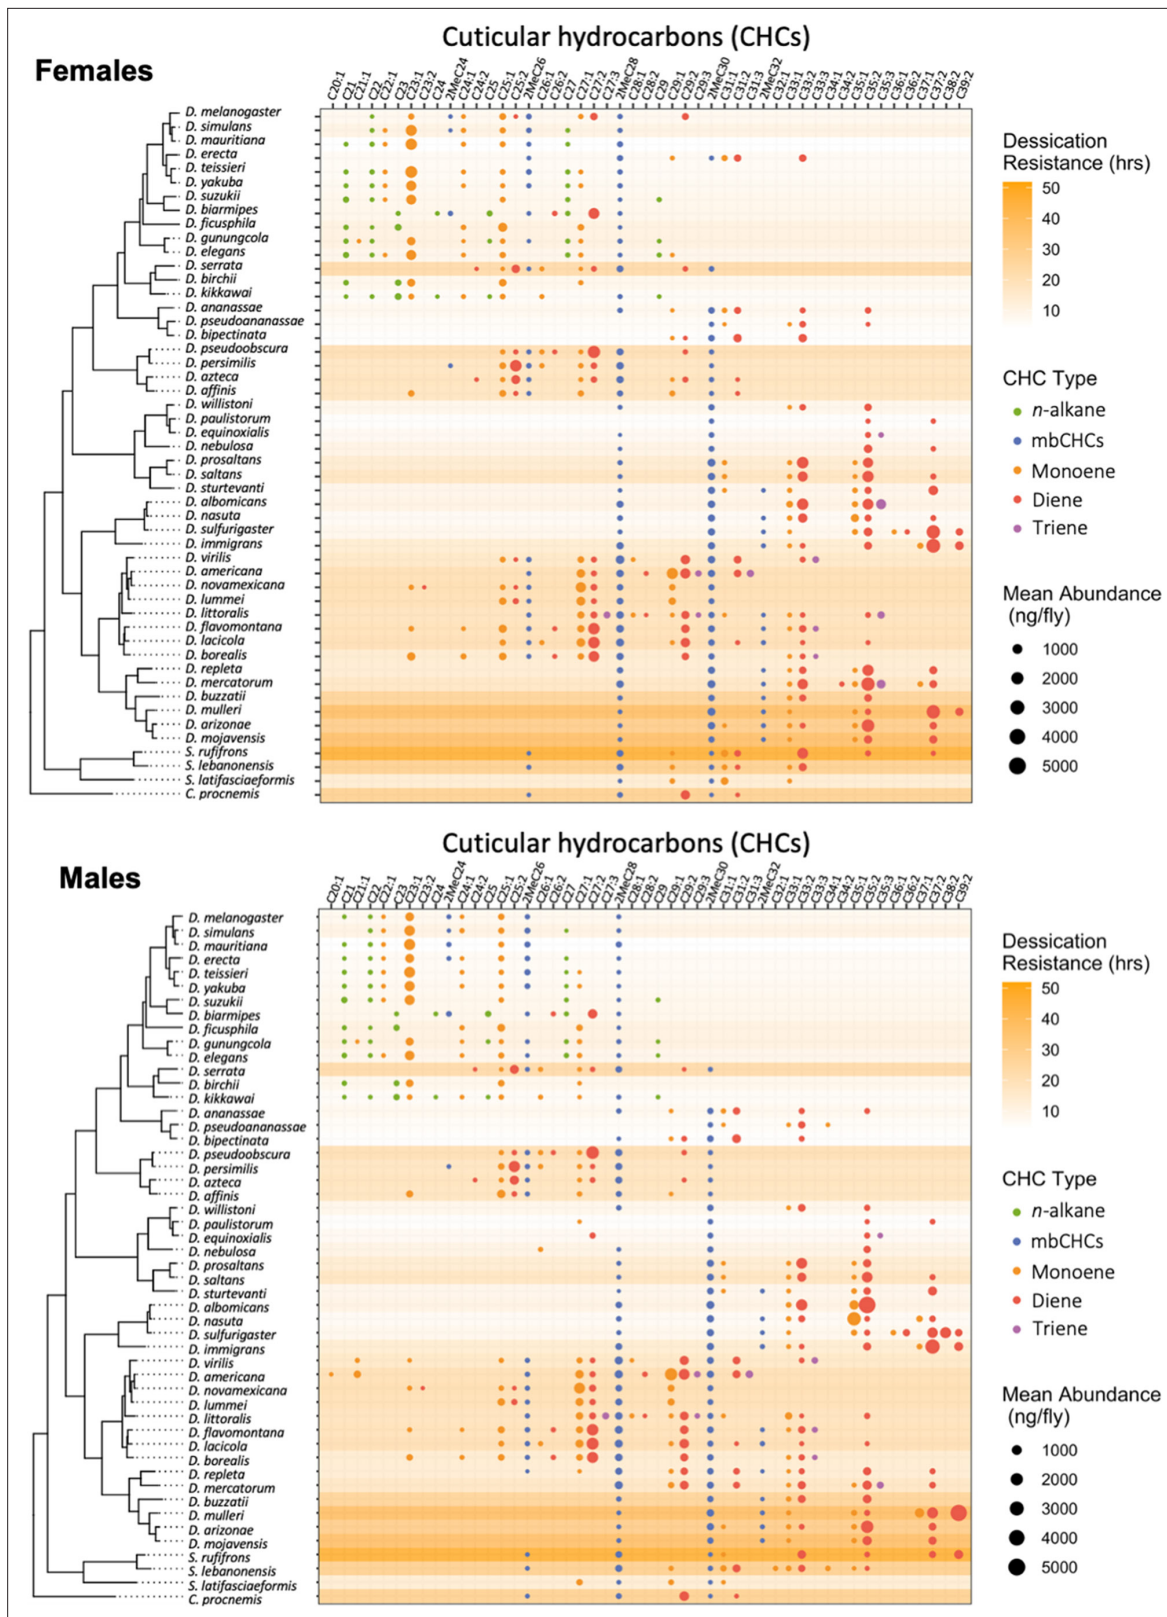 Cuticular hydrocarbons (CHCs)
Females
C20:1
C21
C21:1
C22
C22:1
C23
C23:1
C23:2
C24
2MeC24
C24:1
C24:2
C25
C25:1
C25:2
2MeC26
C26:1
C26:2
C27
C27:1
C27:2
C27:3
2MeC28
C28:1
C28:2
C29
C29:1
C29:2
C29:3
2MeC30
C31:1
C31:2
C31:3
2MeC32
C32:1
C33:1
C33:2
C33:3
C34:1
C34:2
C35:1
C35:2
C35:3
C36:1
C36:2
C37:1
C37:2
C38:2
C39:2
D. melanogaster
D. simulans
D. mauritiana
D. erecta
D. teissieri
D. yakuba
D. suzukii
D. biarmipes
D. ficusphila
D. gunungcola
D. elegans
D. serrata
D. birchii
D. kikkawai
D. ananassae
D. pseudoananassae
D. bipectinata
D. pseudoobscura
D. persimilis
D. azteca
D. affinis
D. willistoni
D. paulistorum
D. equinoxialis
D. nebulosa
D. prosaltans
D. saltans
D. sturtevanti
D. albomicans
D. nasuta
D. sulfurigaster
D. immigrans
D. virilis
D. americana
D. novamexicana
D. lummei
D. littoralis
D. flavomontana
D. lacicola
D. borealis
D. repleta
D. mercatorum
D. buzzatii
D. mulleri
D. arizonae
D. mojavensis
S. rufifrons
S. lebanonensis
S. latifasciaeformis
C. procnemis
Dessication
Resistance (hrs)
50
40
30
20
10
CHC Type
n-alkane
mbCHCs
Monoene
Diene
Triene
Mean Abundance
(ng/fly)
1000
2000
3000
4000
5000
Cuticular hydrocarbons (CHCs)
Males
C20:1
C21
C21:1
C22
C22:1
C23
C23:1
C23:2
C24
2MeC24
C24:1
C24:2
C25
C25:1
C25:2
2MeC26
C26:1
C26:2
C27
C27:1
C27:2
C27:3
2MeC28
C28:1
C28:2
C29
C29:1
C29:2
C29:3
2MeC30
C31:1
C31:2
C31:3
2MeC32
C32:1
C33:1
C33:2
C33:3
C34:1
C34:2
C35:1
C35:2
C35:3
C36:1
C36:2
C37:1
C37:2
C38:2
C39:2
D. melanogaster
D. simulans
D. mauritiana
D. erecta
D. teissieri
D. yakuba
D. suzukii
D. biarmipes
D. ficusphila
D. gunungcola
D. elegans
D. serrata
D. birchii
D. kikkawai
D. ananassae
D. pseudoananassae
D. bipectinata
D. pseudoobscura
D. persimilis
D. azteca
D. affinis
D. willistoni
D. paulistorum
D. equinoxialis
D. nebulosa
D. prosaltans
D. saltans
D. sturtevanti
D. albomicans
D. nasuta
D. sulfurigaster
D. immigrans
D. virilis
D. americana
D. novamexicana
D. lummei
D. littoralis
D. flavomontana
D. lacicola
D. borealis
D. repleta
D. mercatorum
D. buzzatii
D. mulleri
D. arizonae
D. mojavensis
S. rufifrons
S. lebanonensis
S. latifasciaeformis
C. procnemis
Dessication
Resistance (hrs)
50
40
30
20
10
CHC Type
n-alkane
mbCHCs
Monoene
Diene
Triene
Mean Abundance
(ng/fly)
1000
2000
3000
4000
5000